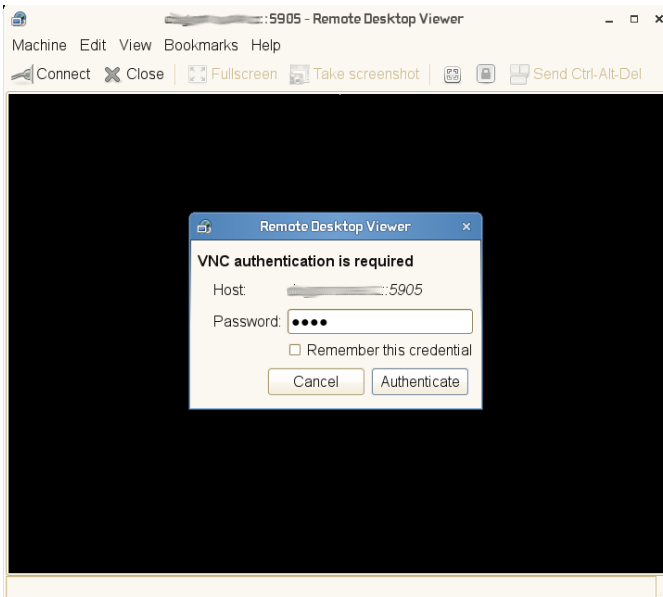 ::5905 - Remote Desktop Viewer
Machine Edit View Bookmarks Help
Connect Close Fullscreen Take screenshot Send Ctrl-Alt-Del
Remote Desktop Viewer
VNC authentication is required
Host: ::5905
Password: ●●●●
Remember this credential
Cancel Authenticate